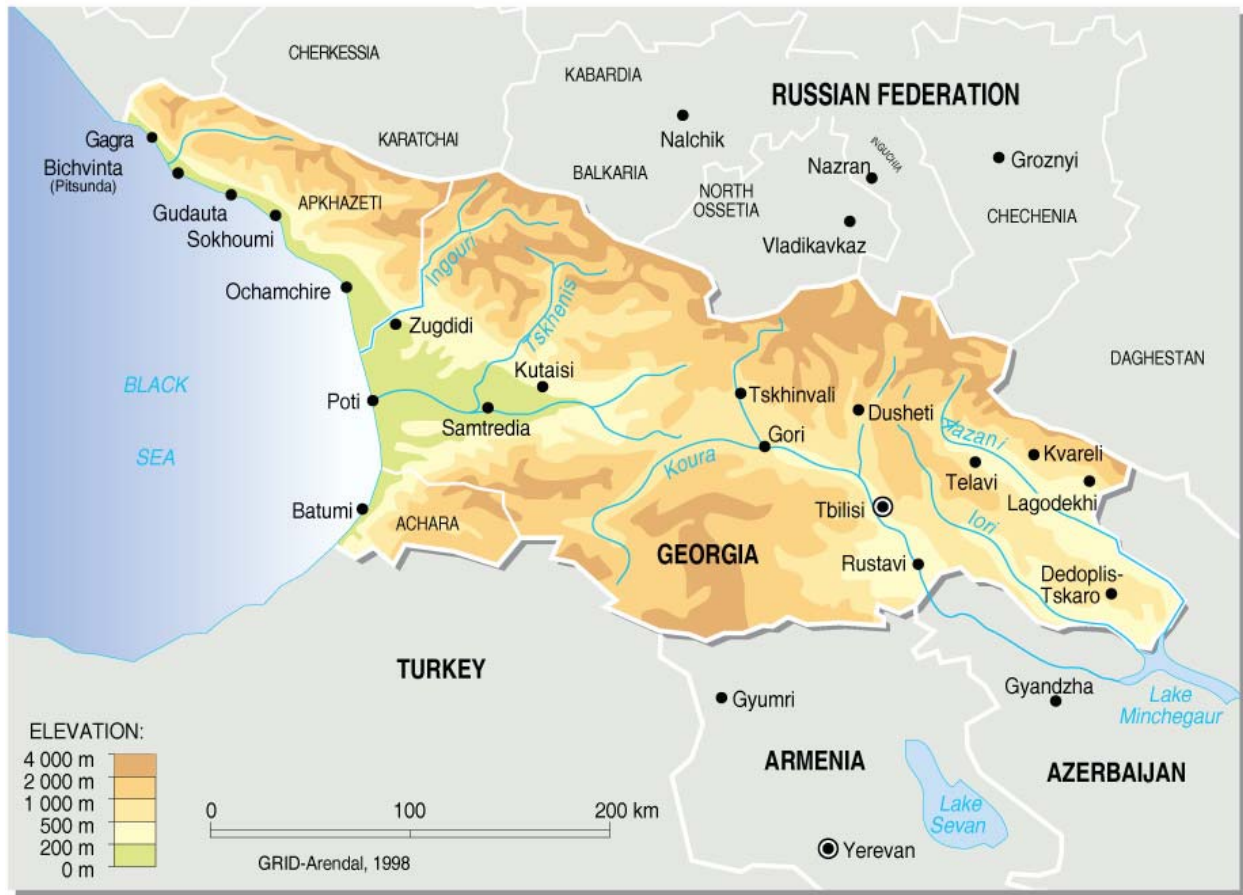 CHERKESSIA
KABARDIA
RUSSIAN FEDERATION
Gagra
KARATCHAI
Nalchik
Bichvinta
(Pitsunda)
BALKARIA
Nazran
INGUCHIA
Groznyi
APKHAZETI
NORTH
OSSETIA
CHECHENIA
Gudauta
Sokhoumi
Vladikavkaz
Ingouri
Ochamchire
Tskhenis
Zugdidi
DAGHESTAN
BLACK
SEA
Kutaisi
Poti
Tskhinvali
Samtredia
Dusheti
Gori
Koura
Kazani
Kvareli
Telavi
Lagodekhi
Batumi
ACHARA
Tbilisi
Iori
GEORGIA
Rustavi
Dedoplis-
Tskaro
TURKEY
Gyumri
Gyandzha
Lake
Minchegaur
ARMENIA
AZERBAIJAN
Lake
Sevan
Yerevan
ELEVATION:
4 000 m
2 000 m
1 000 m
500 m
200 m
0 m
0 100 200 km
GRID-Arendal, 1998